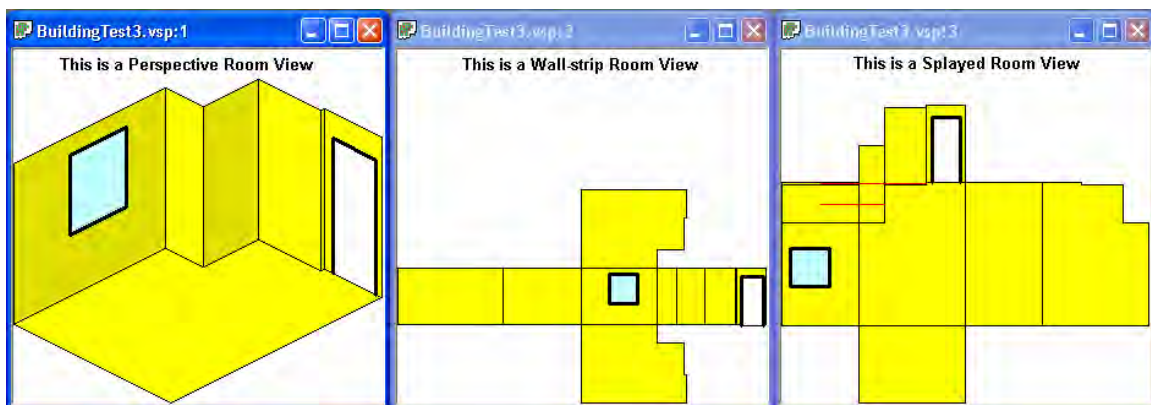 BuildingTest3.vsp:1
BuildingTest3.vsp:2
BuildingTest3.vsp:3
This is a Perspective Room View
This is a Wall-strip Room View
This is a Splayed Room View